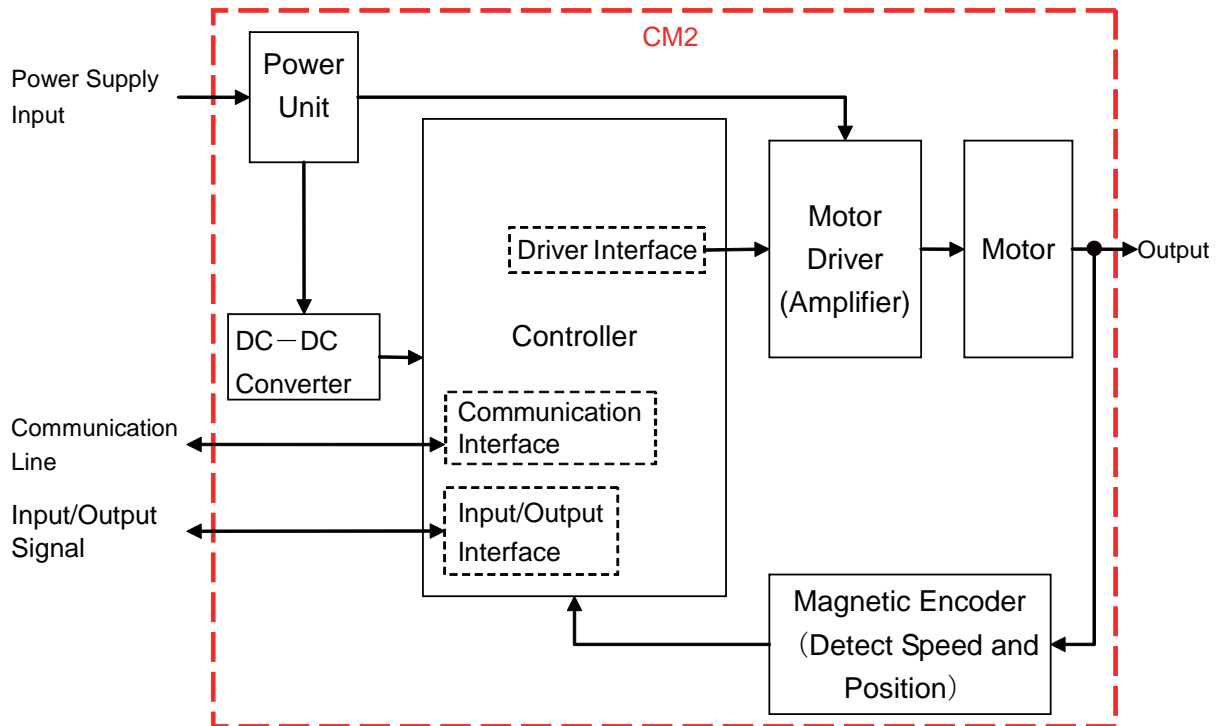 CM2
Power Supply
Input
Power
Unit
Driver Interface
Motor
Driver
(Amplifier)
Motor
Output
DC－DC
Converter
Controller
Communication
Line
Communication
Interface
Input/Output
Signal
Input/Output
Interface
Magnetic Encoder
（Detect Speed and
Position）